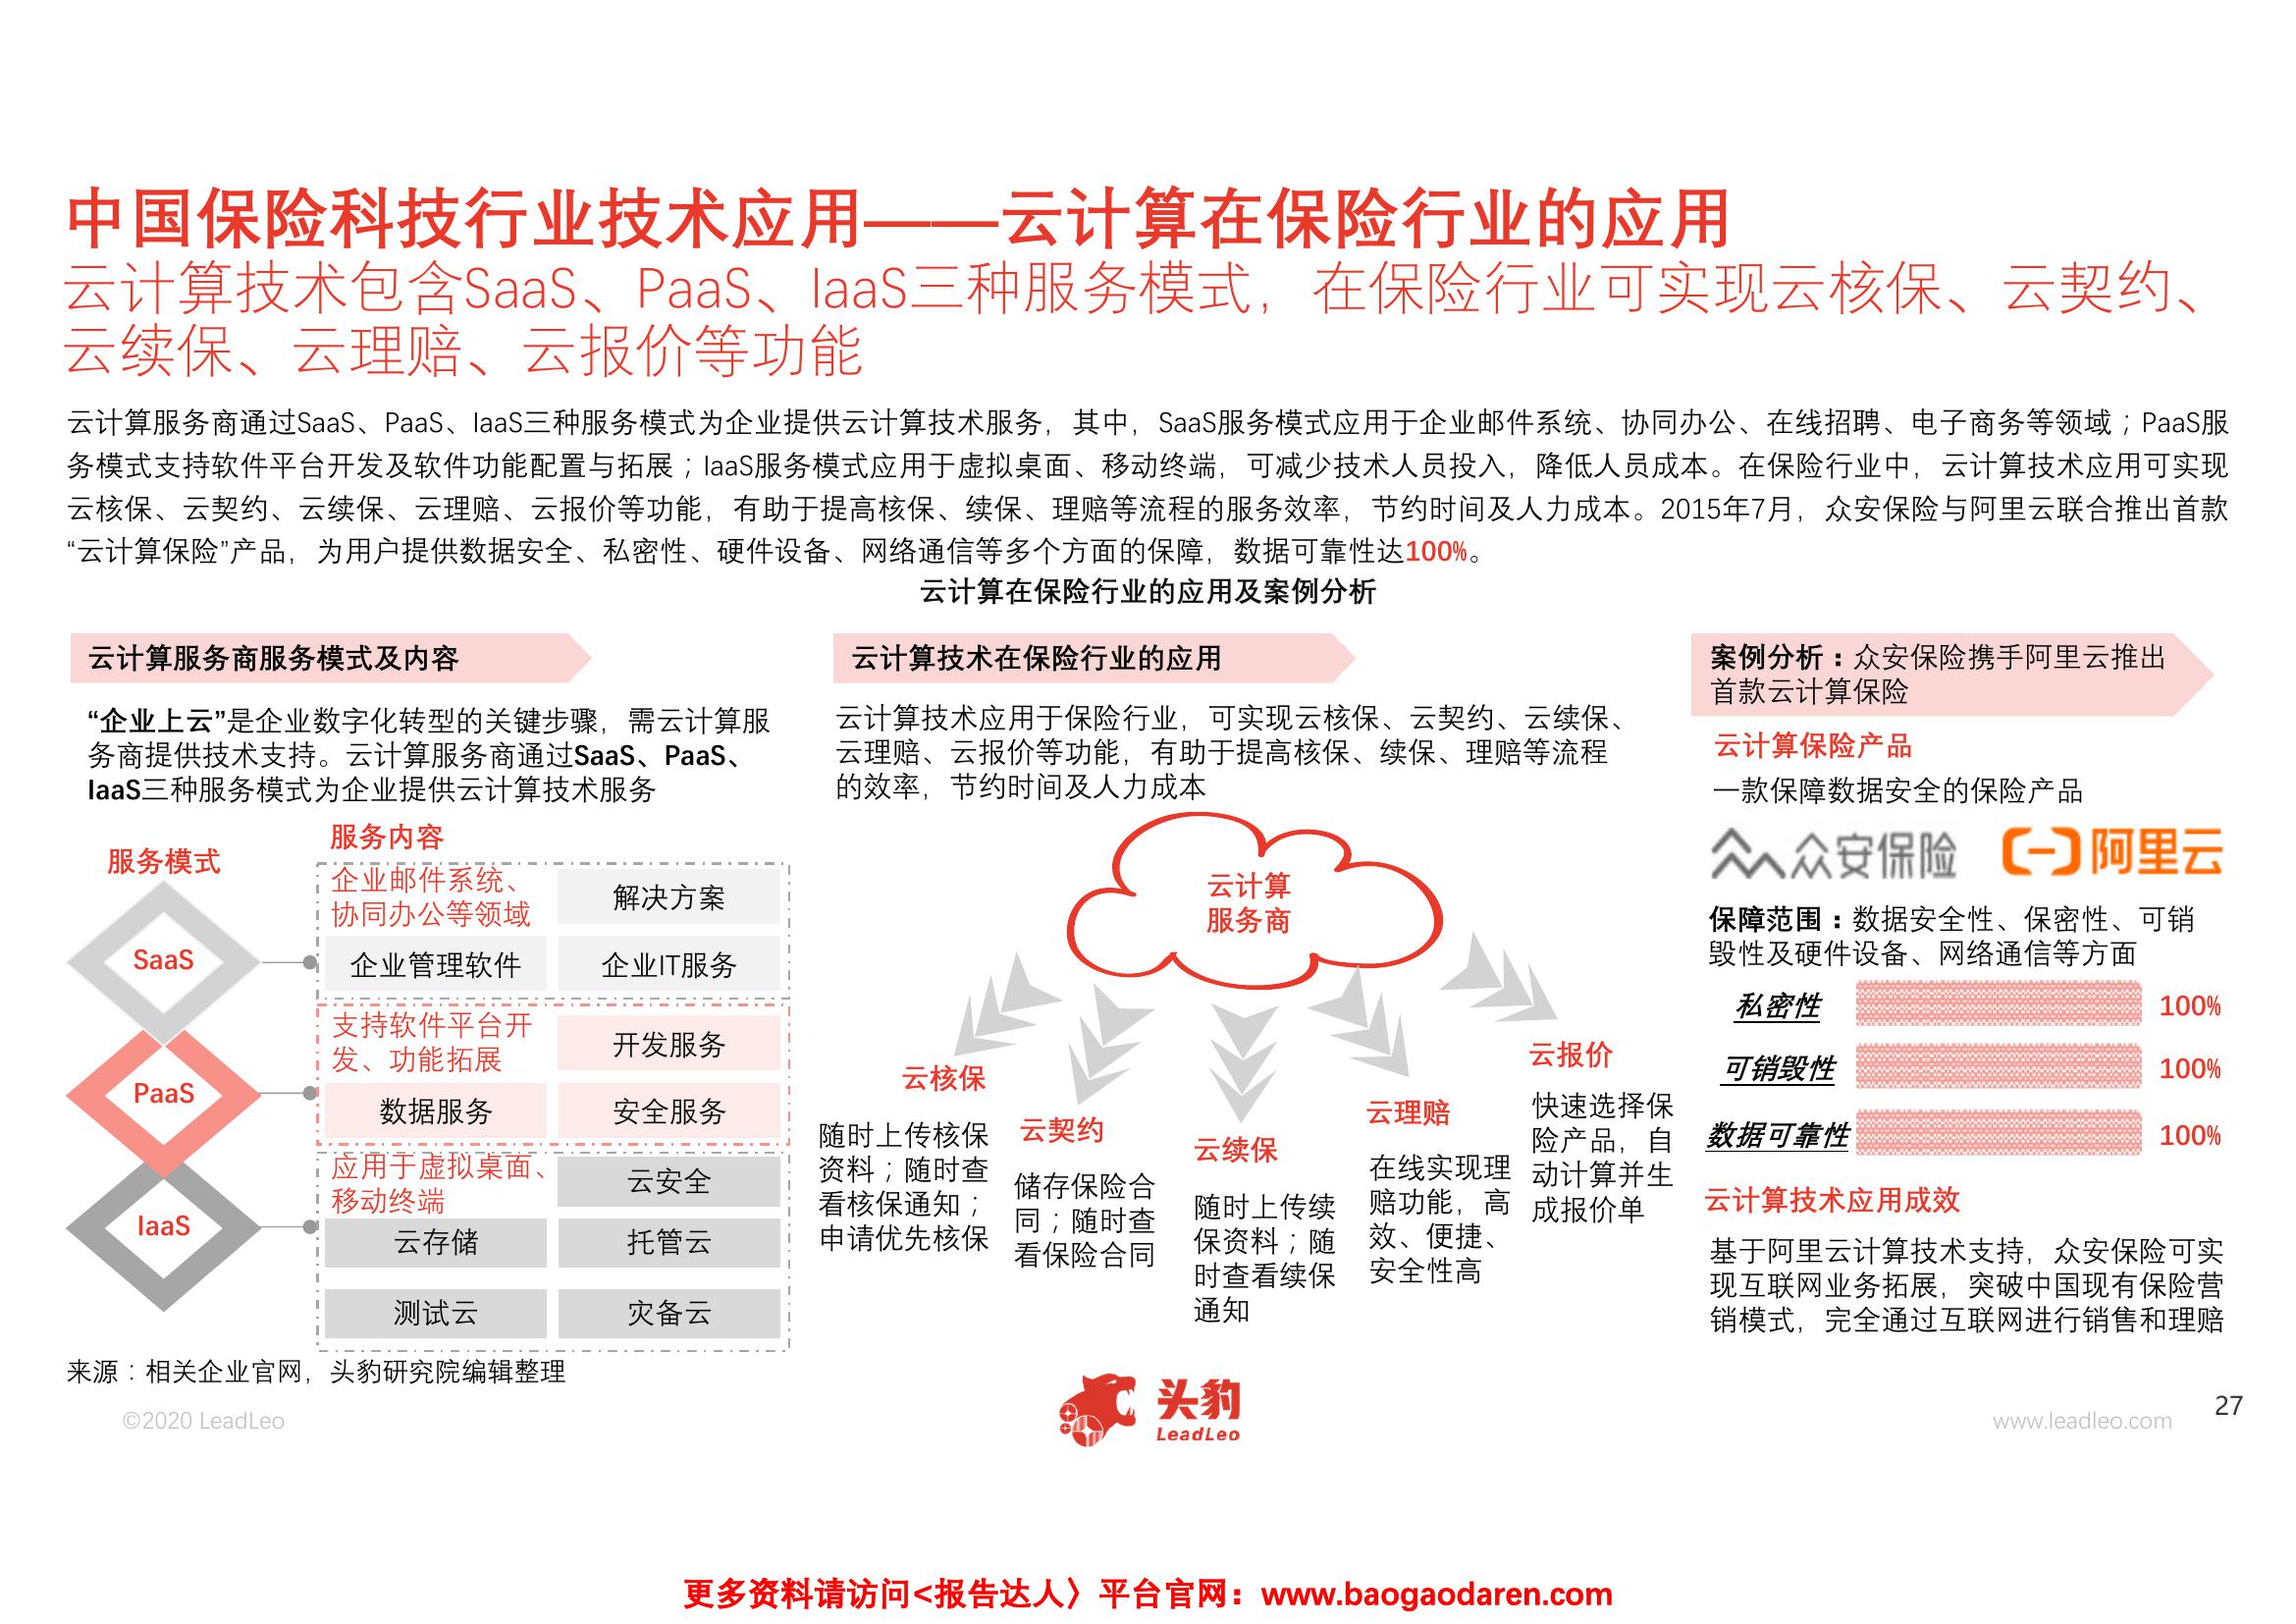 中国保险科技行业技术应用——云计算在保险行业的应用
云计算技术包含SaaS、PaaS、IaaS三种服务模式，在保险行业可实现云核保、云契约、
云续保、云理赔、云报价等功能
云计算服务商通过SaaS、PaaS、IaaS三种服务模式为企业提供云计算技术服务，其中，SaaS服务模式应用于企业邮件系统、协同办公、在线招聘、电子商务等领域；PaaS服
务模式支持软件平台开发及软件功能配置与拓展；IaaS服务模式应用于虚拟桌面、移动终端，可减少技术人员投入，降低人员成本。在保险行业中，云计算技术应用可实现
云核保、云契约、云续保、云理赔、云报价等功能，有助于提高核保、续保、理赔等流程的服务效率，节约时间及人力成本。2015年7月，众安保险与阿里云联合推出首款
“云计算保险”产品，为用户提供数据安全、私密性、硬件设备、网络通信等多个方面的保障，数据可靠性达100%。
云计算在保险行业的应用及案例分析
云计算服务商服务模式及内容
“企业上云”是企业数字化转型的关键步骤，需云计算服
务商提供技术支持。云计算服务商通过SaaS、PaaS、
IaaS三种服务模式为企业提供云计算技术服务
服务模式
服务内容
SaaS
企业邮件系统、
协同办公等领域
解决方案
企业管理软件
企业IT服务
PaaS
支持软件平台开
发、功能拓展
开发服务
数据服务
安全服务
IaaS
应用于虚拟桌面、
移动终端
云安全
云存储
托管云
测试云
灾备云
云计算技术在保险行业的应用
云计算技术应用于保险行业，可实现云核保、云契约、云续保、
云理赔、云报价等功能，有助于提高核保、续保、理赔等流程
的效率，节约时间及人力成本
云计算
服务商
云核保
随时上传核保
资料；随时查
看核保通知；
申请优先核保
云契约
储存保险合
同；随时查
看保险合同
云续保
随时上传续
保资料；随
时查看续保
通知
云理赔
在线实现理
赔功能，高
效、便捷、
安全性高
云报价
快速选择保
险产品，自
动计算并生
成报价单
案例分析：众安保险携手阿里云推出
首款云计算保险
云计算保险产品
一款保障数据安全的保险产品
众安保险
阿里云
保障范围：数据安全性、保密性、可销
毁性及硬件设备、网络通信等方面
私密性 100%
可销毁性 100%
数据可靠性 100%
云计算技术应用成效
基于阿里云计算技术支持，众安保险可实
现互联网业务拓展，突破中国现有保险营
销模式，完全通过互联网进行销售和理赔
来源：相关企业官网，头豹研究院编辑整理
©2020 LeadLeo
头豹
LeadLeo
www.leadleo.com
27
更多资料请访问<报告达人〉平台官网：www.baogaodaren.com